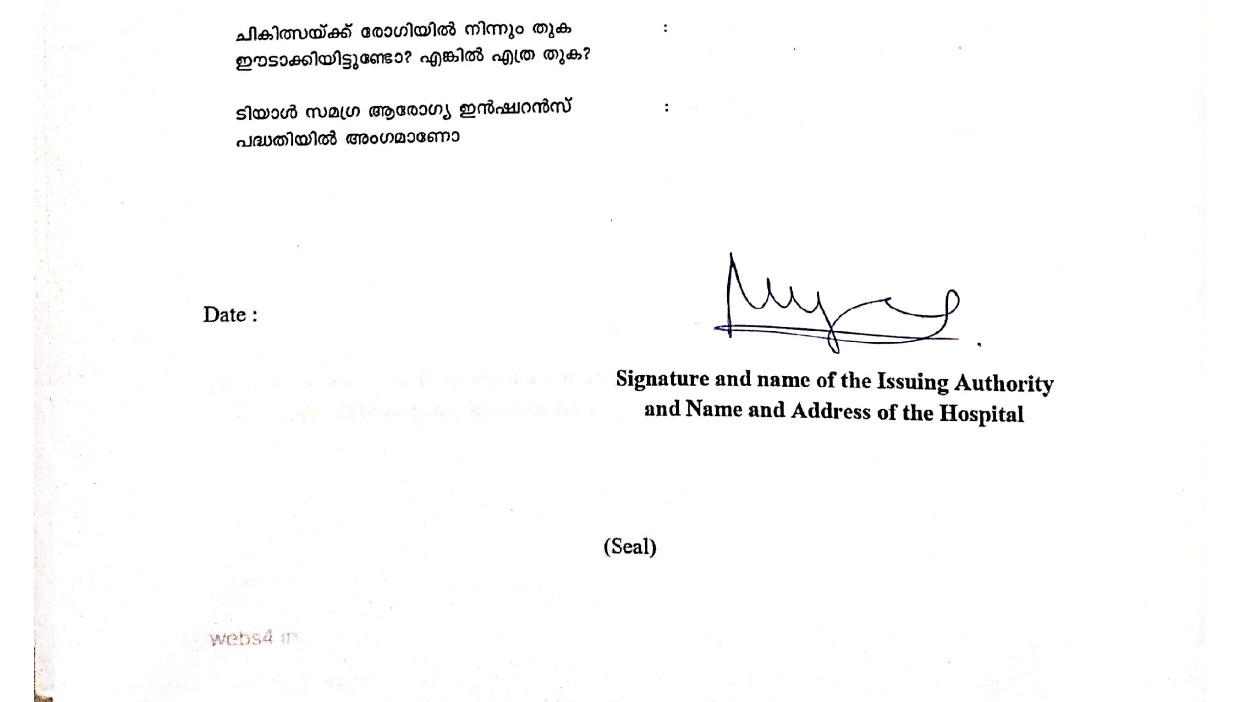 ചികിത്സയ്ക്ക് രോഗിയിൽ നിന്നും തുക :
ഈടാക്കിയിട്ടുണ്ടോ? എങ്കിൽ എത്ര തുക?
ടിയാൾ സമഗ്ര ആരോഗ്യ ഇൻഷ്വറൻസ് :
പദ്ധതിയിൽ അംഗമാണോ
Date :
Signature and name of the Issuing Authority
and Name and Address of the Hospital
(Seal)
webs4 in